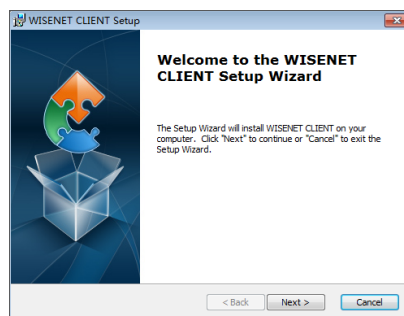 WISENET CLIENT Setup
Welcome to the WISENET
CLIENT Setup Wizard
The Setup Wizard will install WISENET CLIENT on your
computer. Click "Next" to continue or "Cancel" to exit the
Setup Wizard.
< Back Next > Cancel